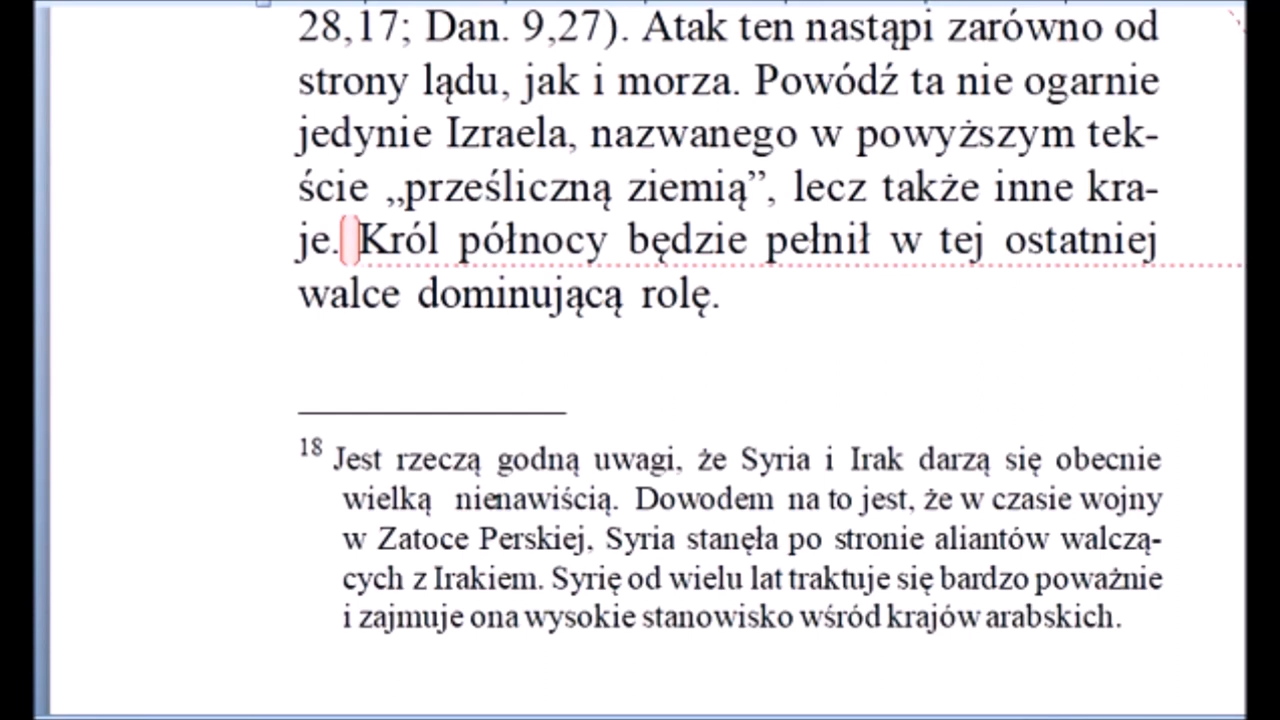 28,17; Dan. 9,27). Atak ten nastąpi zarówno od
strony lądu, jak i morza. Powódź ta nie ogarnie
jedynie Izraela, nazwanego w powyższym tek-
ście „prześliczną ziemią”, lecz także inne kra-
je. Król północy będzie pełnił w tej ostatniej
walce dominującą rolę.
18 Jest rzeczą godną uwagi, że Syria i Irak darzą się obecnie
wielką nienawiścią. Dowodem na to jest, że w czasie wojny
w Zatoce Perskiej, Syria stanęła po stronie aliantów walczą-
cych z Irakiem. Syrię od wielu lat traktuje się bardzo poważnie
i zajmuje ona wysokie stanowisko wśród krajów arabskich.